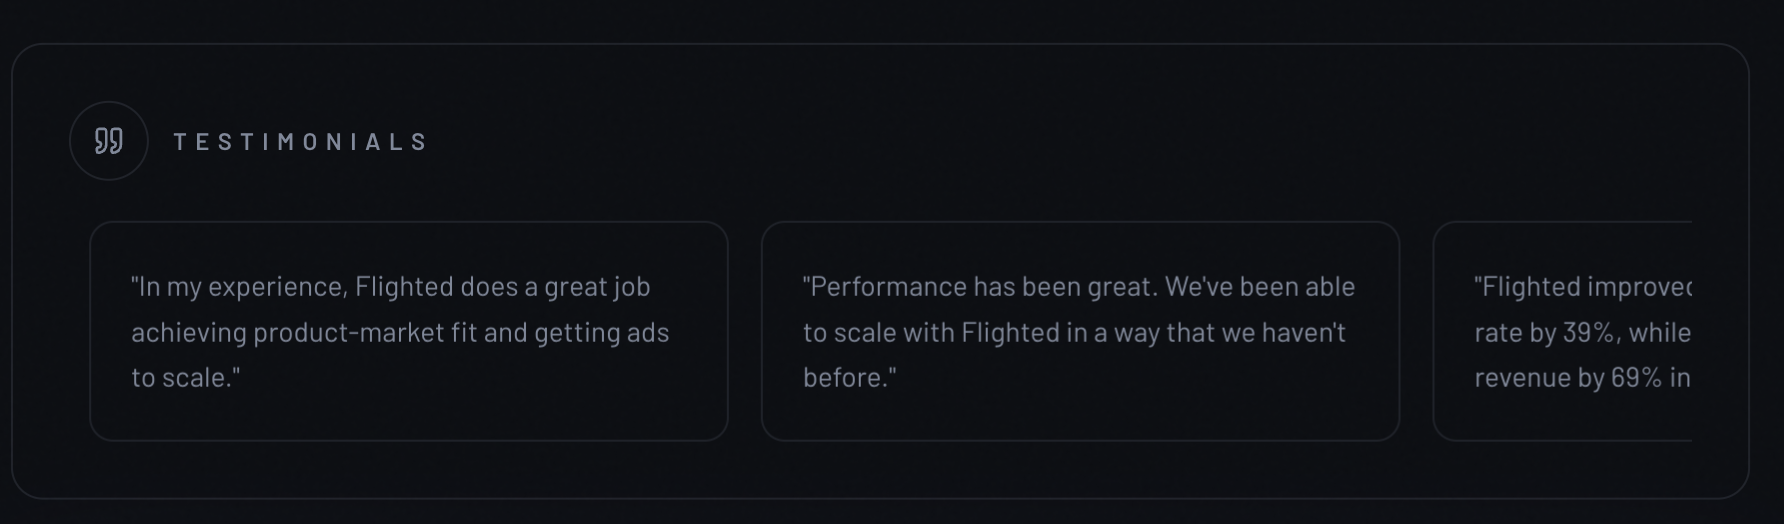 TESTIMONIALS
"In my experience, Flighted does a great job
achieving product-market fit and getting ads
to scale."
"Performance has been great. We've been able
to scale with Flighted in a way that we haven't
before."
"Flighted improved
rate by 39%, while
revenue by 69% in